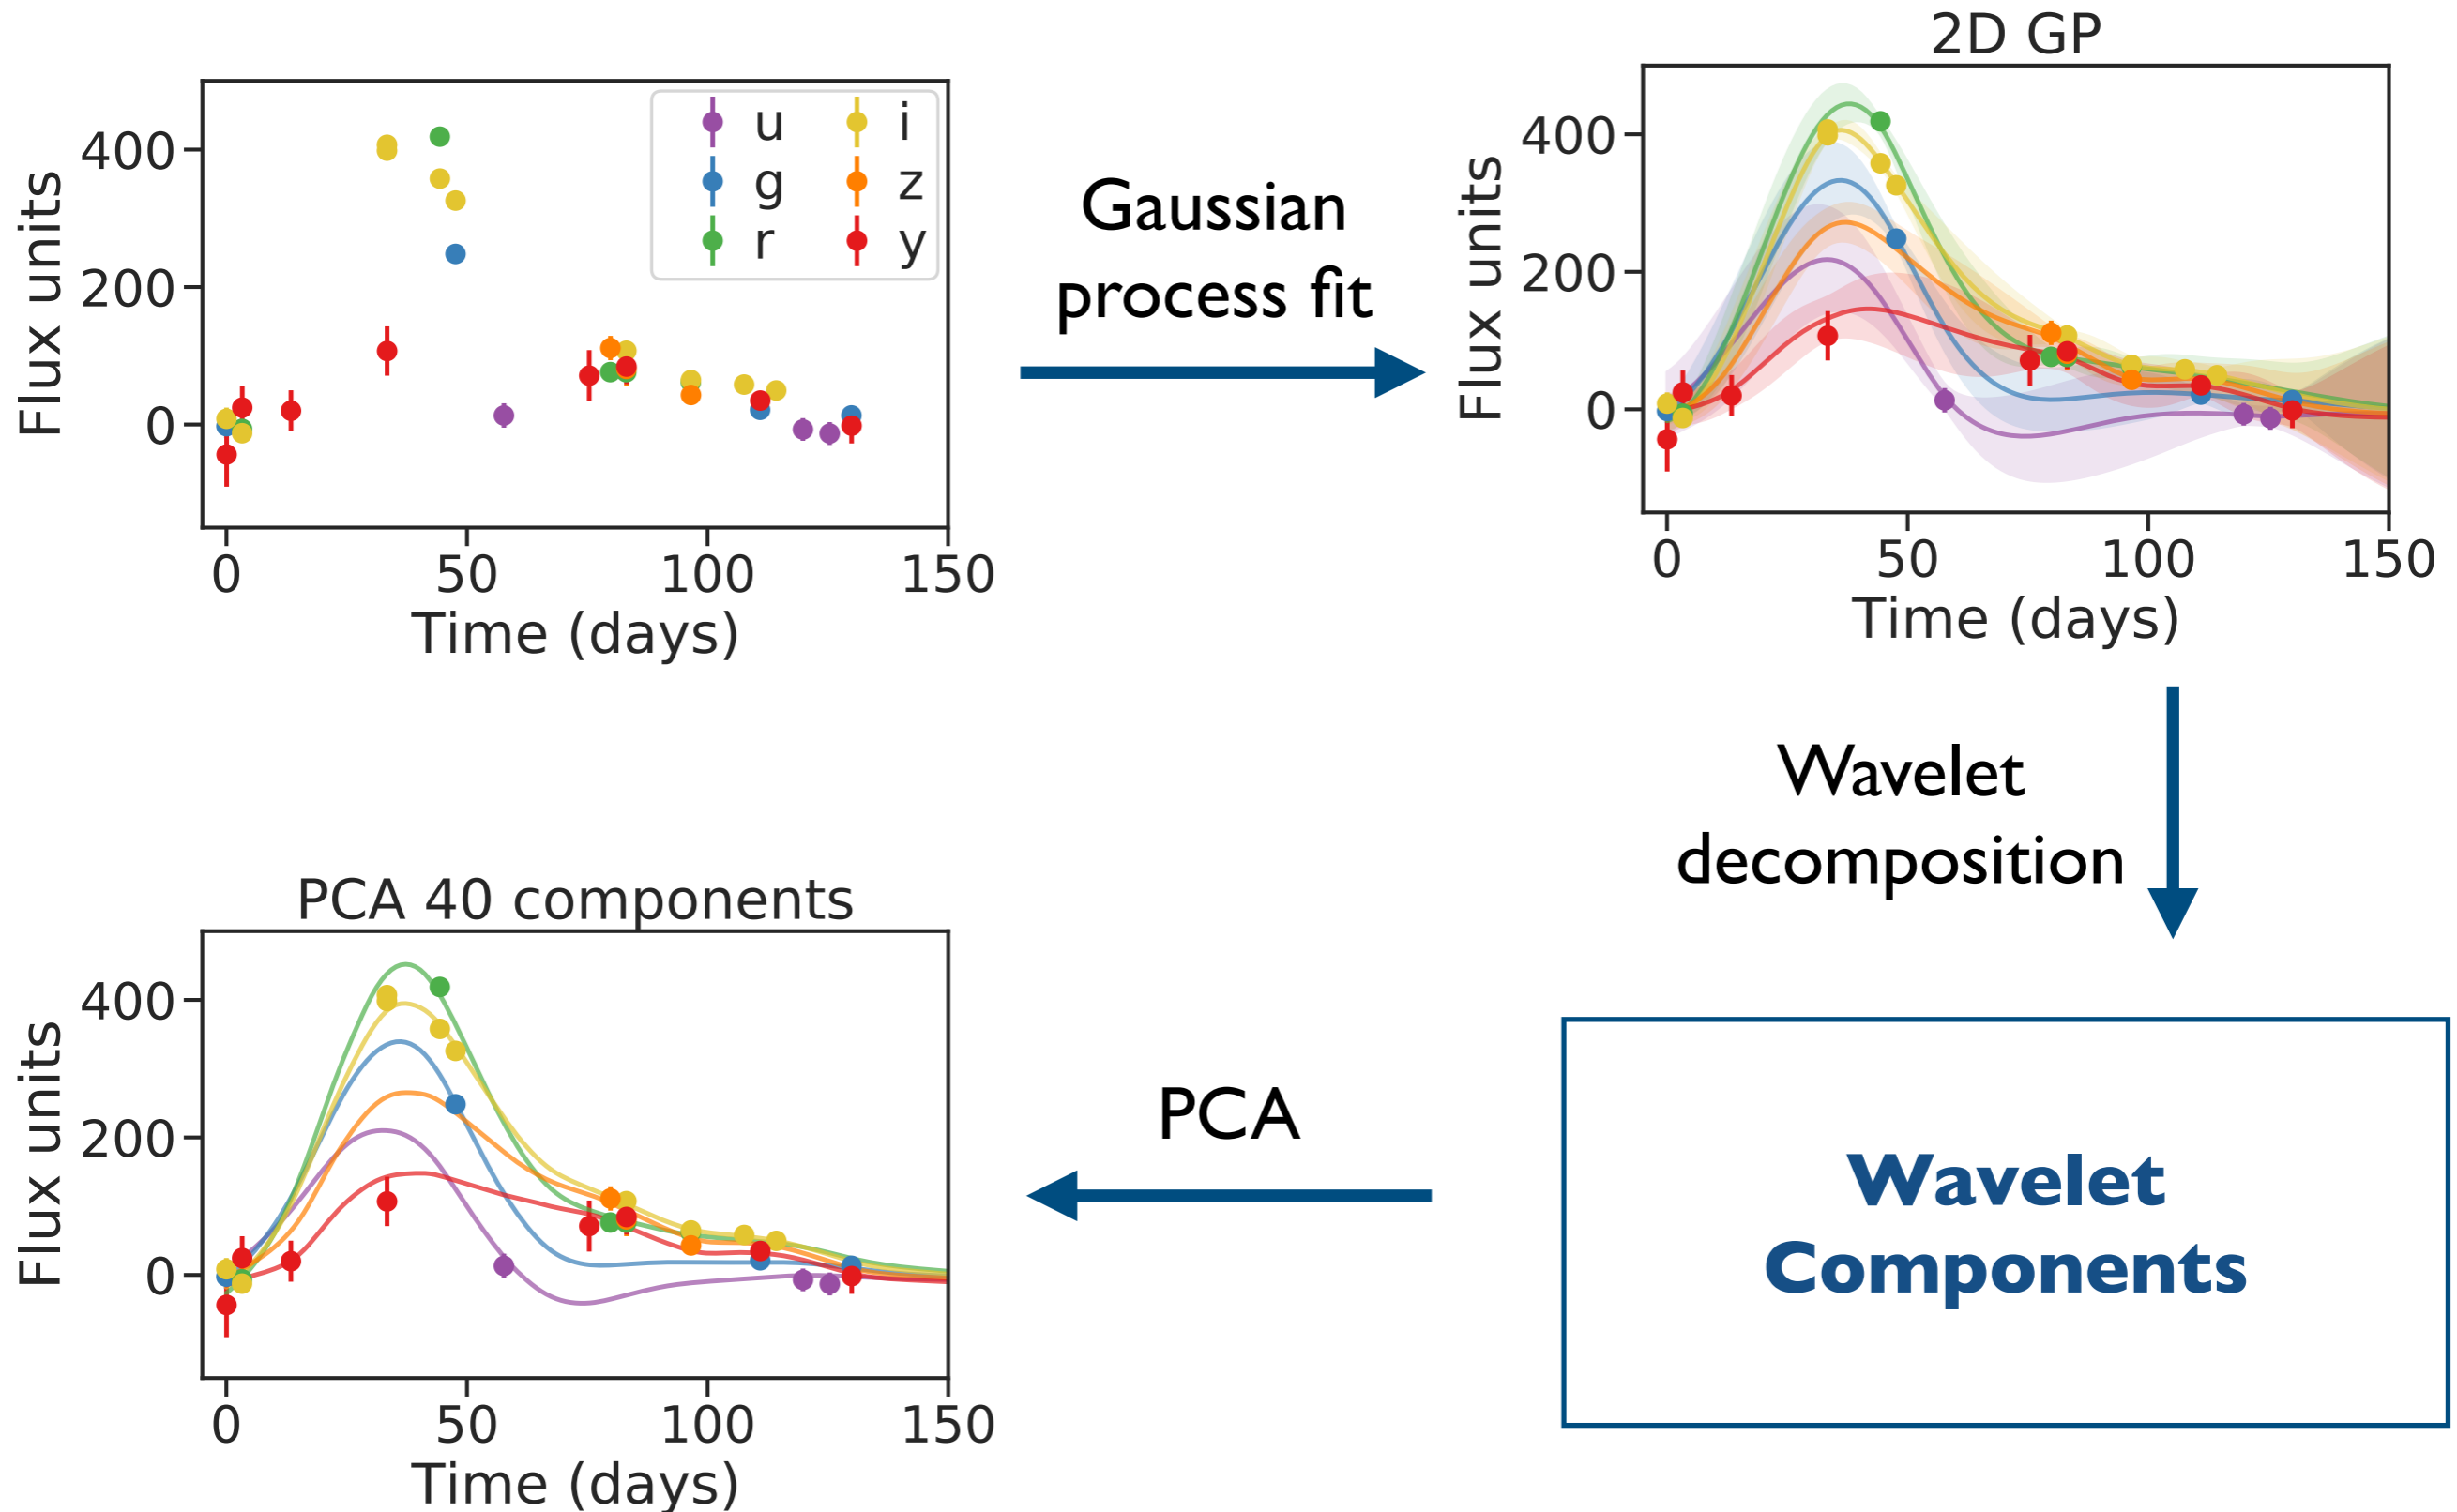 Flux units
400
200
0
u
g
r
i
z
y
0
50
100
150
Time (days)
Gaussian
process fit
2D GP
Flux units
400
200
0
0
50
100
150
Time (days)
Wavelet
decomposition
Wavelet
Components
PCA
PCA 40 components
Flux units
400
200
0
0
50
100
150
Time (days)